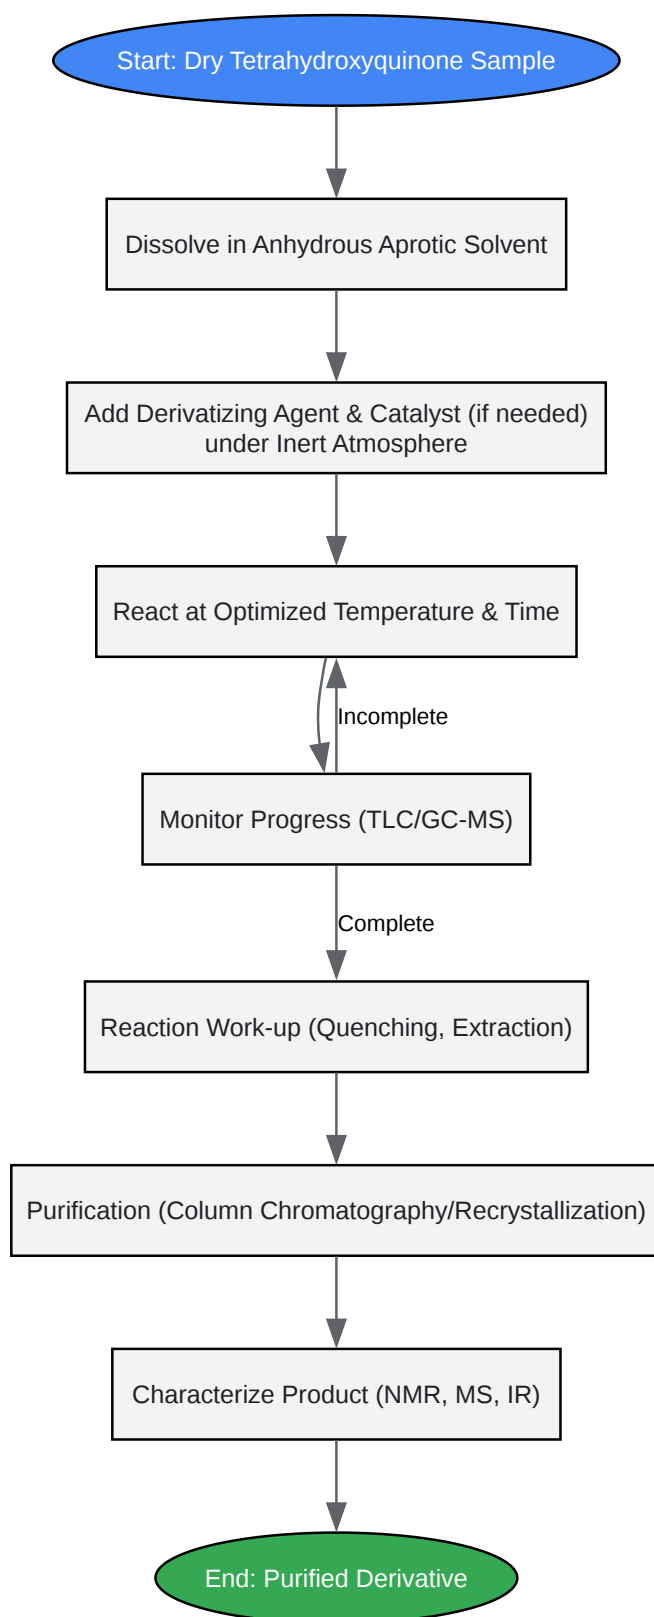 Start: Dry Tetrahydroxyquinone Sample
Dissolve in Anhydrous Aprotic Solvent
Add Derivatizing Agent & Catalyst (if needed)
under Inert Atmosphere
React at Optimized Temperature & Time
Incomplete
Monitor Progress (TLC/GC-MS)
Complete
Reaction Work-up (Quenching, Extraction)
Purification (Column Chromatography/Recrystallization)
Characterize Product (NMR, MS, IR)
End: Purified Derivative